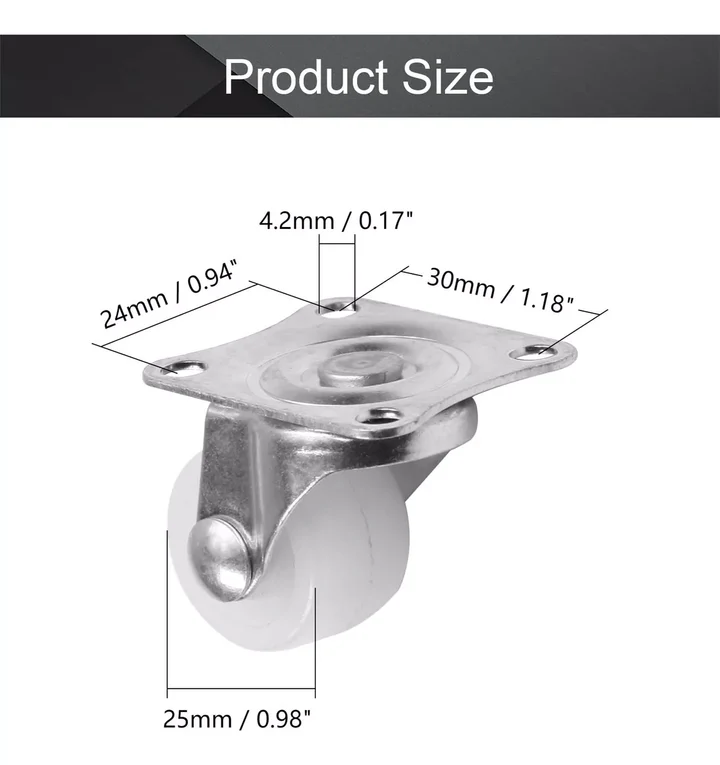 Product Size
4.2mm / 0.17"
24mm / 0.94"
30mm / 1.18"
25mm / 0.98"